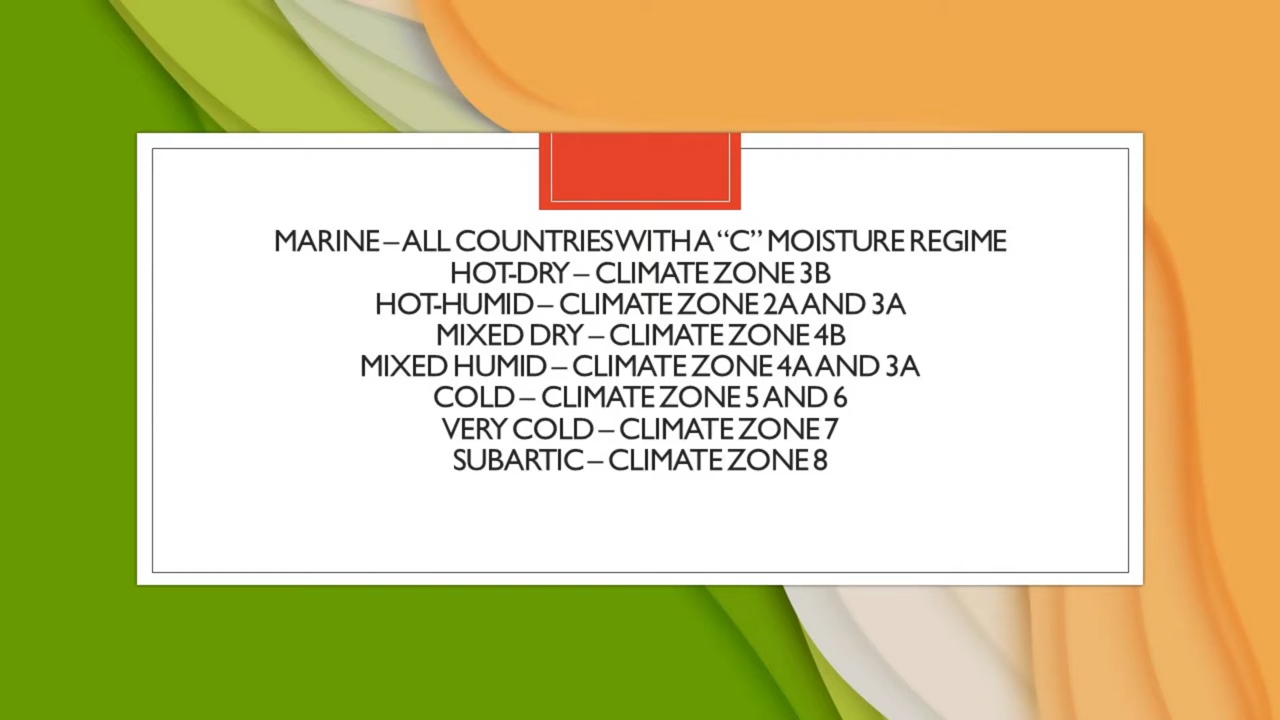 MARINE – ALL COUNTRIES WITH A “C” MOISTURE REGIME
HOT-DRY – CLIMATE ZONE 3B
HOT-HUMID – CLIMATE ZONE 2A AND 3A
MIXED DRY – CLIMATE ZONE 4B
MIXED HUMID – CLIMATE ZONE 4A AND 3A
COLD – CLIMATE ZONE 5 AND 6
VERY COLD – CLIMATE ZONE 7
SUBARTIC – CLIMATE ZONE 8